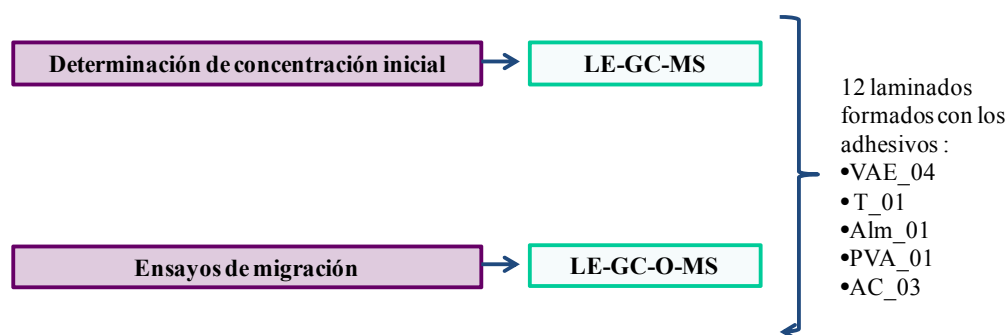 Determinación de concentración inicial
LE-GC-MS
Ensayos de migración
LE-GC-O-MS
12 laminados
formados con los
adhesivos :
•VAE_04
•T_01
•Alm_01
•PVA_01
•AC_03